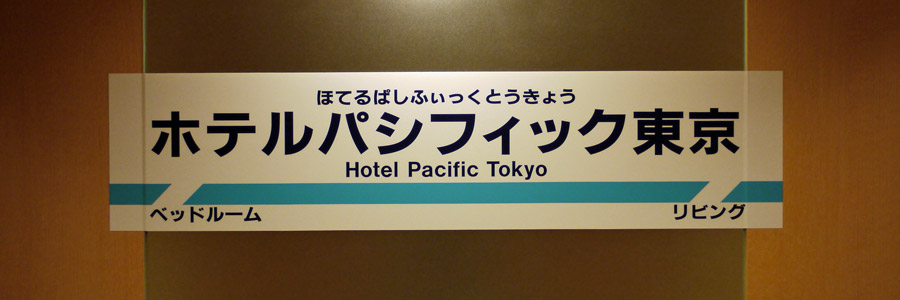 ほてるぱしふぃっくとうきょう
ホテルパシフィック東京
Hotel Pacific Tokyo
ベッドルーム
リビング